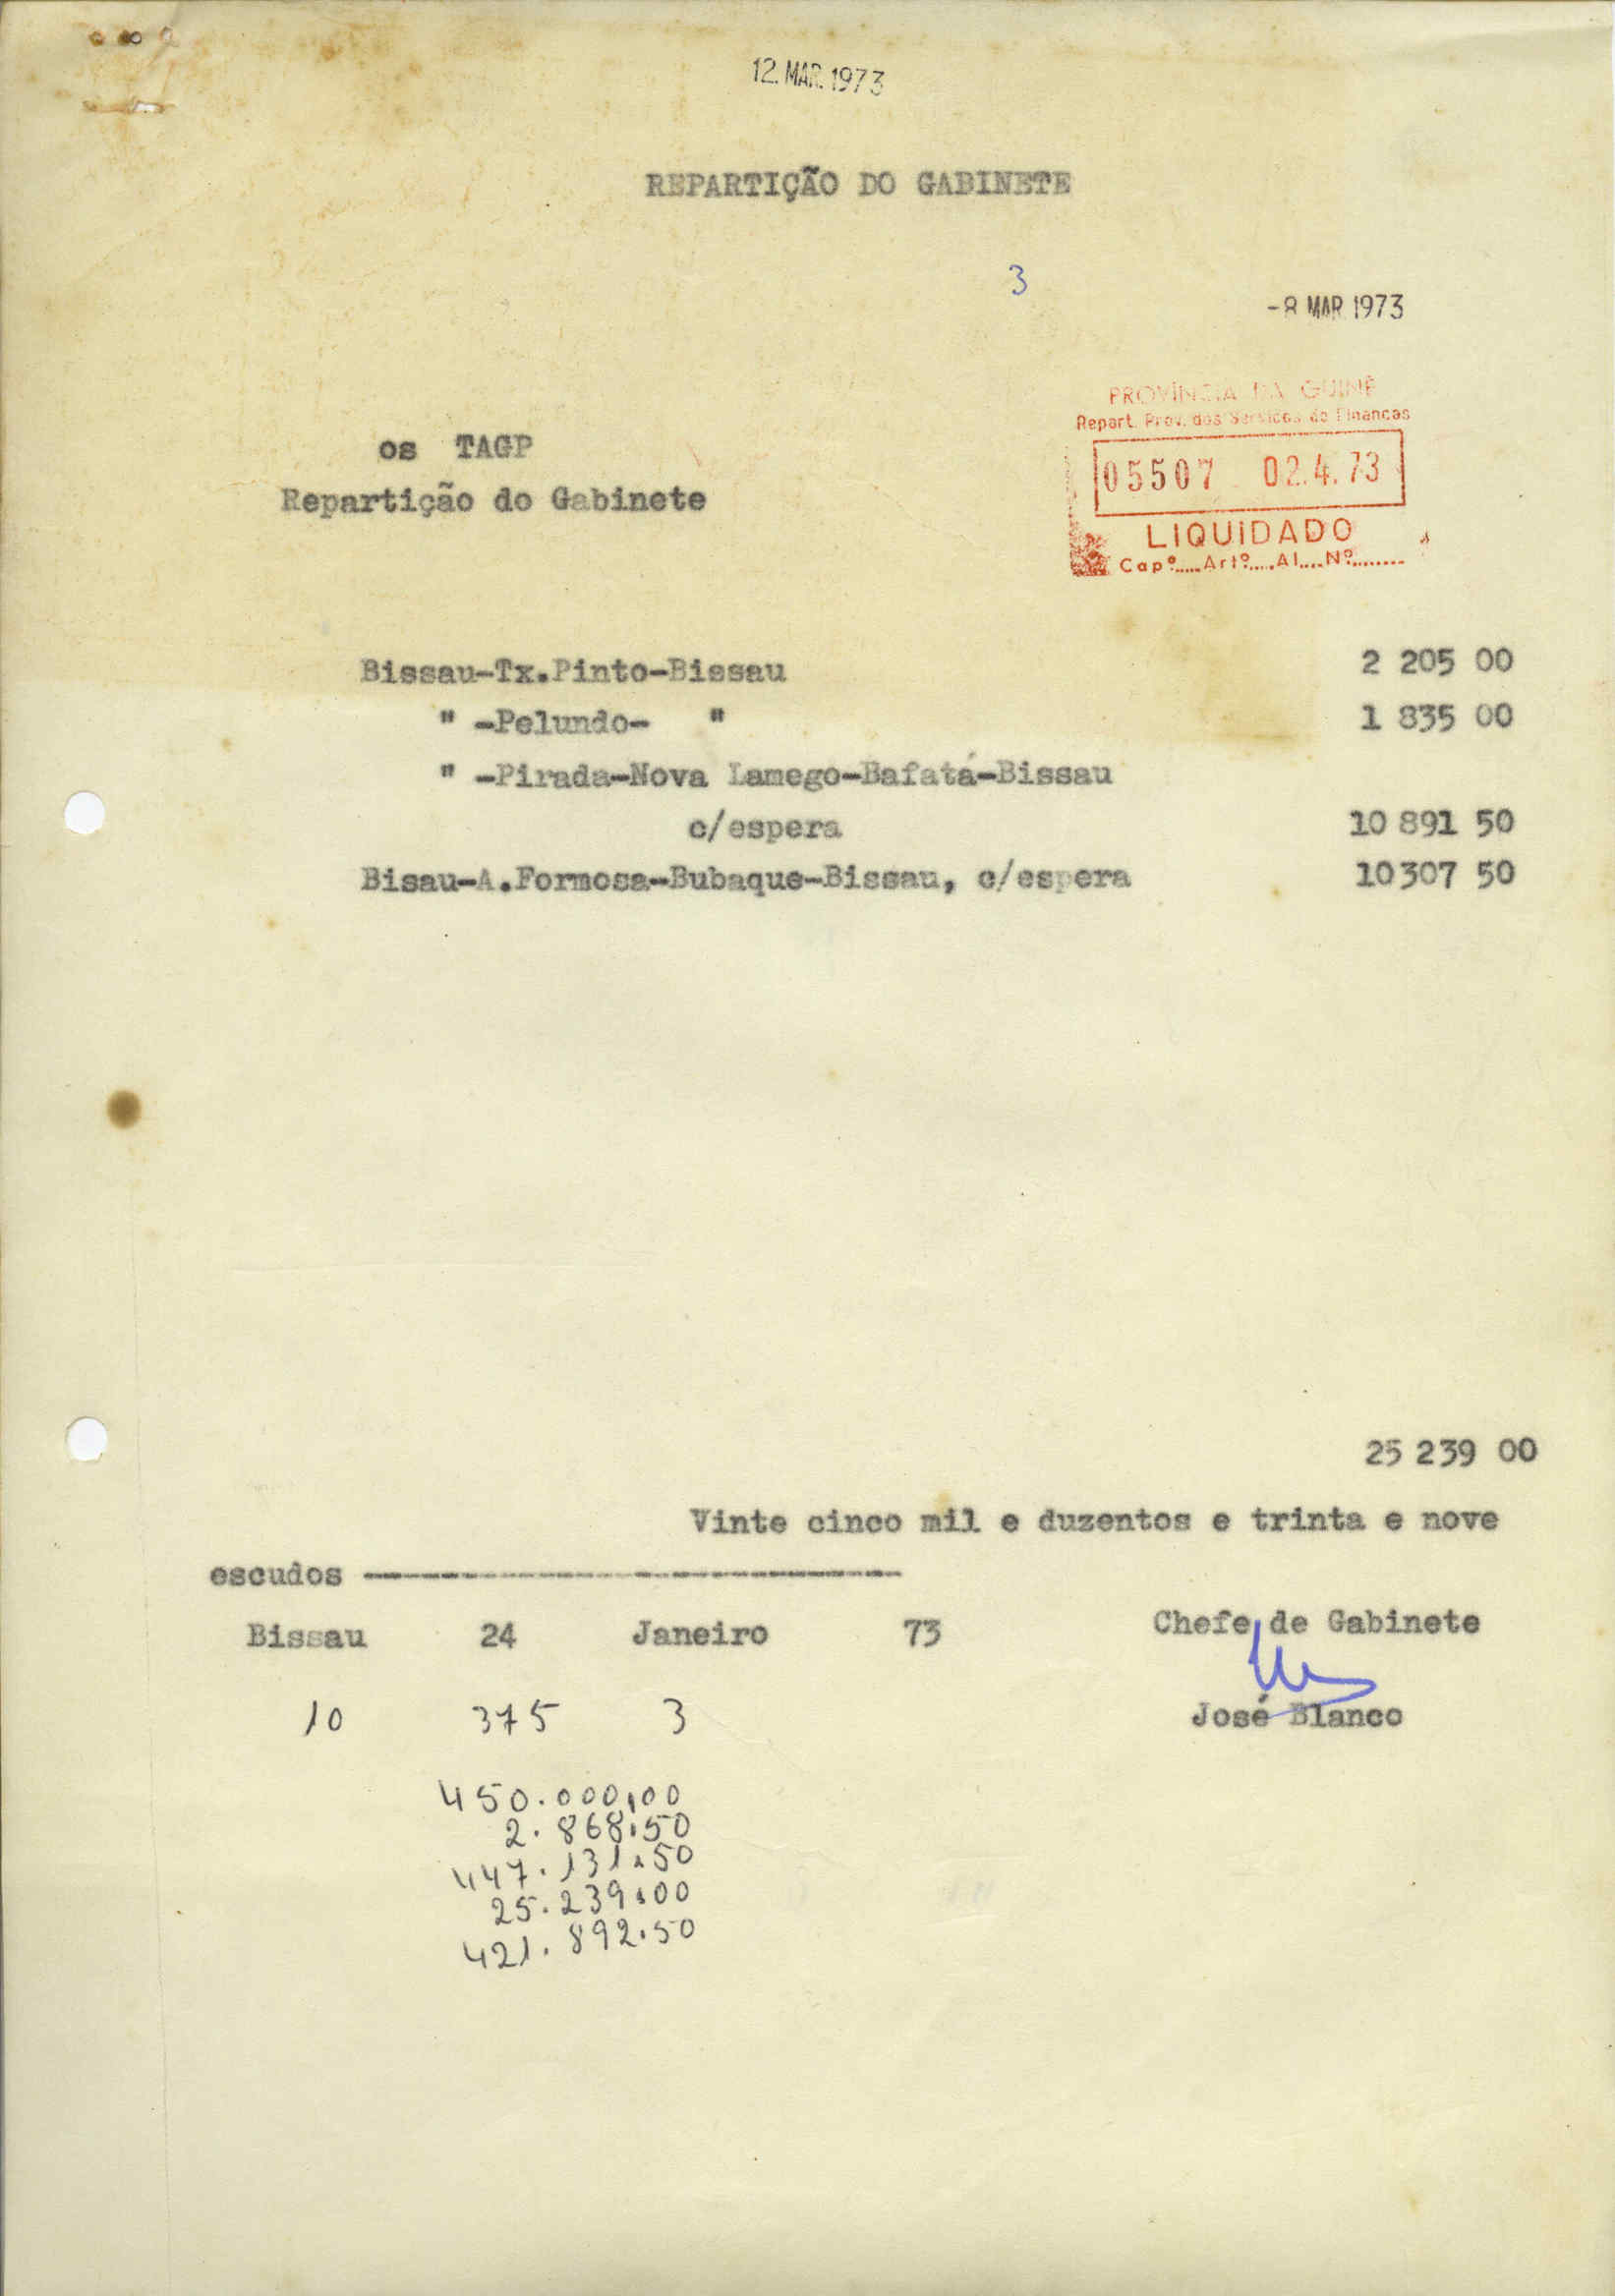 12. MAR. 1973
REPARTIÇÃO DO GABINETE
3
-8 MAR 1973
PROVÍNCIA DA GUINÉ
Repart. Prov. dos Serviços de Finanças
05507 02.4.73
LIQUIDADO
Capº.....Artº.....Al....Nº........
os TAGP
Repartição do Gabinete
Bissau-Tx.Pinto-Bissau 2 205 00
" -Pelundo- " 1 835 00
" -Pirada-Nova Lamego-Bafatá-Bissau
c/espera 10 891 50
Bisau-A.Formosa-Bubaque-Bissau, c/espera 10307 50
25 239 00
Vinte cinco mil e duzentos e trinta e nove
escudos ----------------------------
Bissau 24 Janeiro 73 Chefe de Gabinete
10 375 3 José Blanco
450.000,00
2.868,50
447.131,50
25.239,00
421.892,50